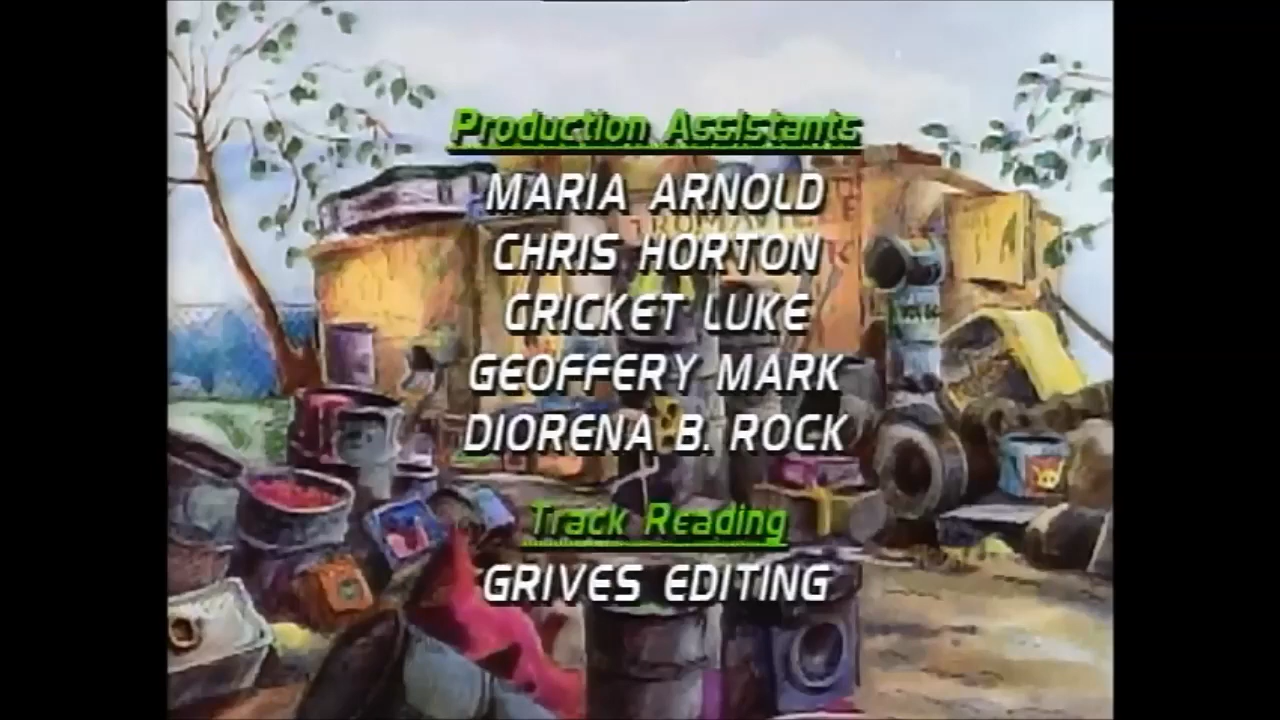 Production Assistants
MARIA ARNOLD
CHRIS HORTON
CRICKET LUKE
GEOFFERY MARK
DIORENA B. ROCK
Track Reading
GRIVES EDITING